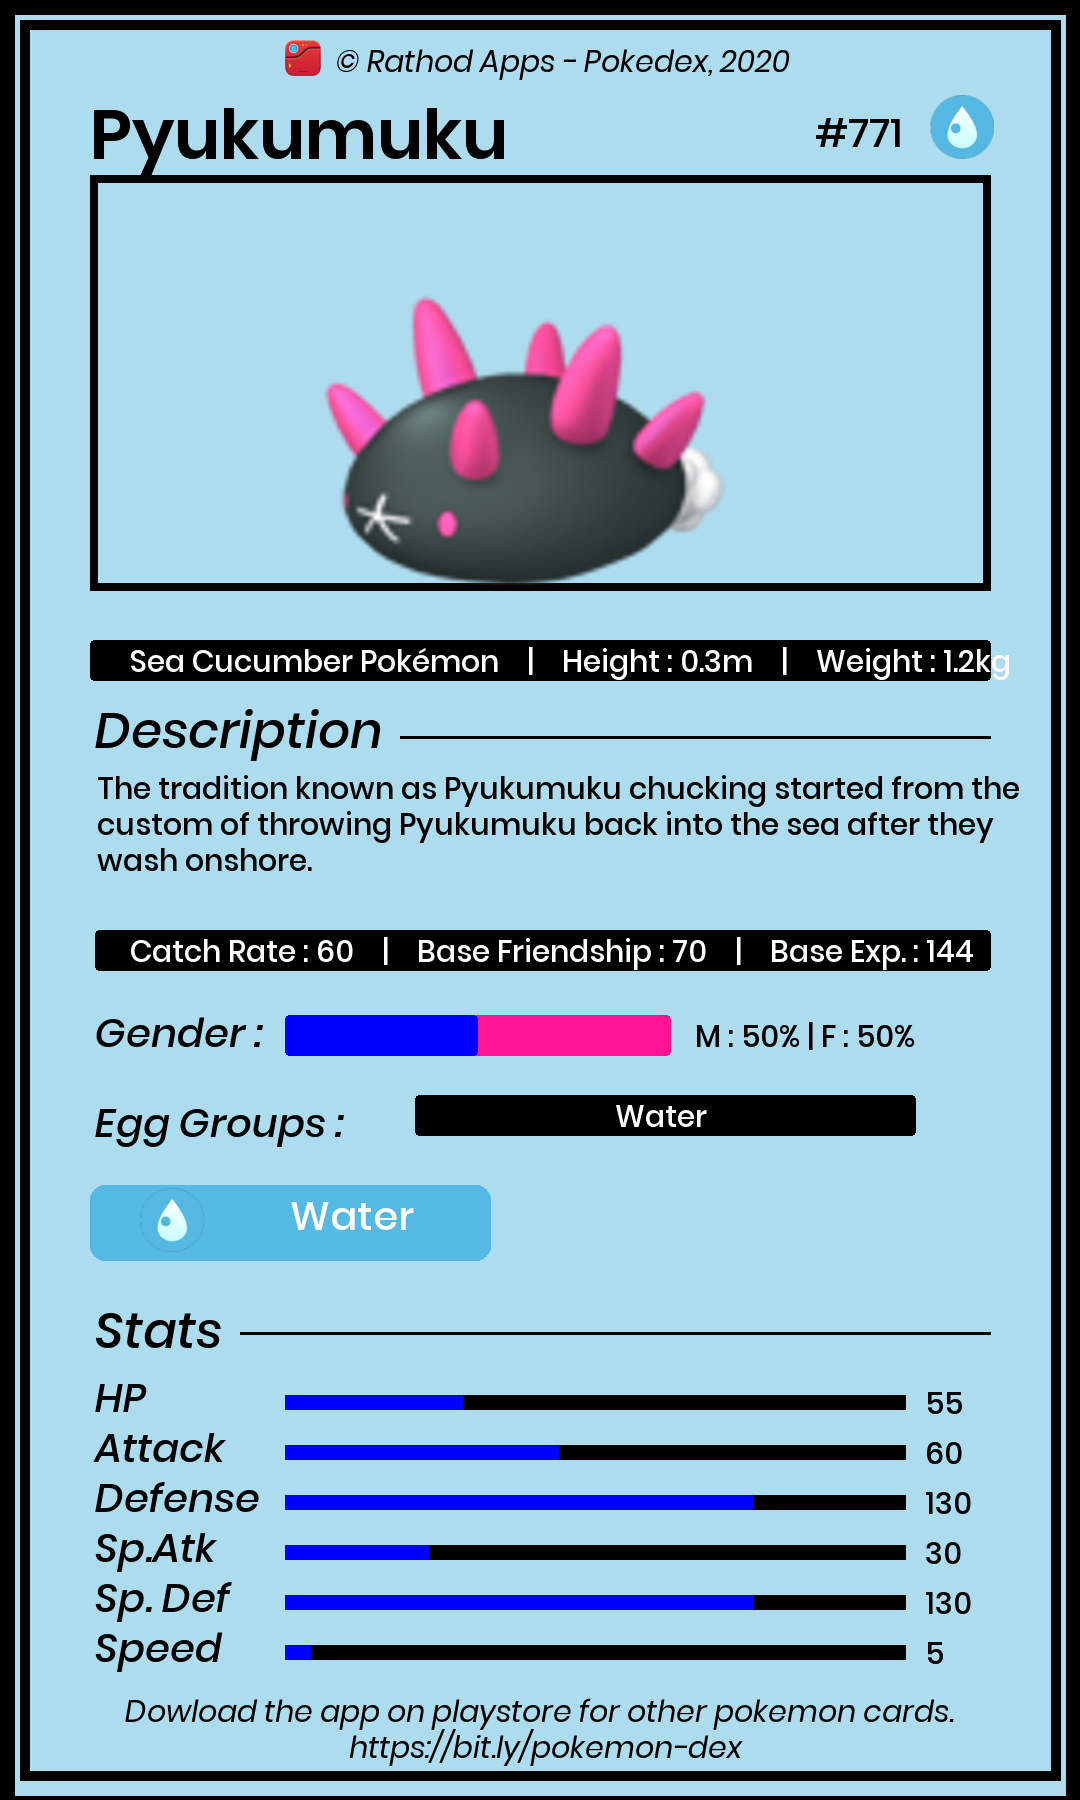 © Rathod Apps - Pokedex, 2020
Pyukumuku #771
Sea Cucumber Pokémon | Height : 0.3m | Weight : 1.2kg
Description
The tradition known as Pyukumuku chucking started from the
custom of throwing Pyukumuku back into the sea after they
wash onshore.
Catch Rate : 60 | Base Friendship : 70 | Base Exp. : 144
Gender : M : 50% | F : 50%
Egg Groups : Water
Water
Stats
HP 55
Attack 60
Defense 130
Sp.Atk 30
Sp. Def 130
Speed 5
Dowload the app on playstore for other pokemon cards.
https://bit.ly/pokemon-dex